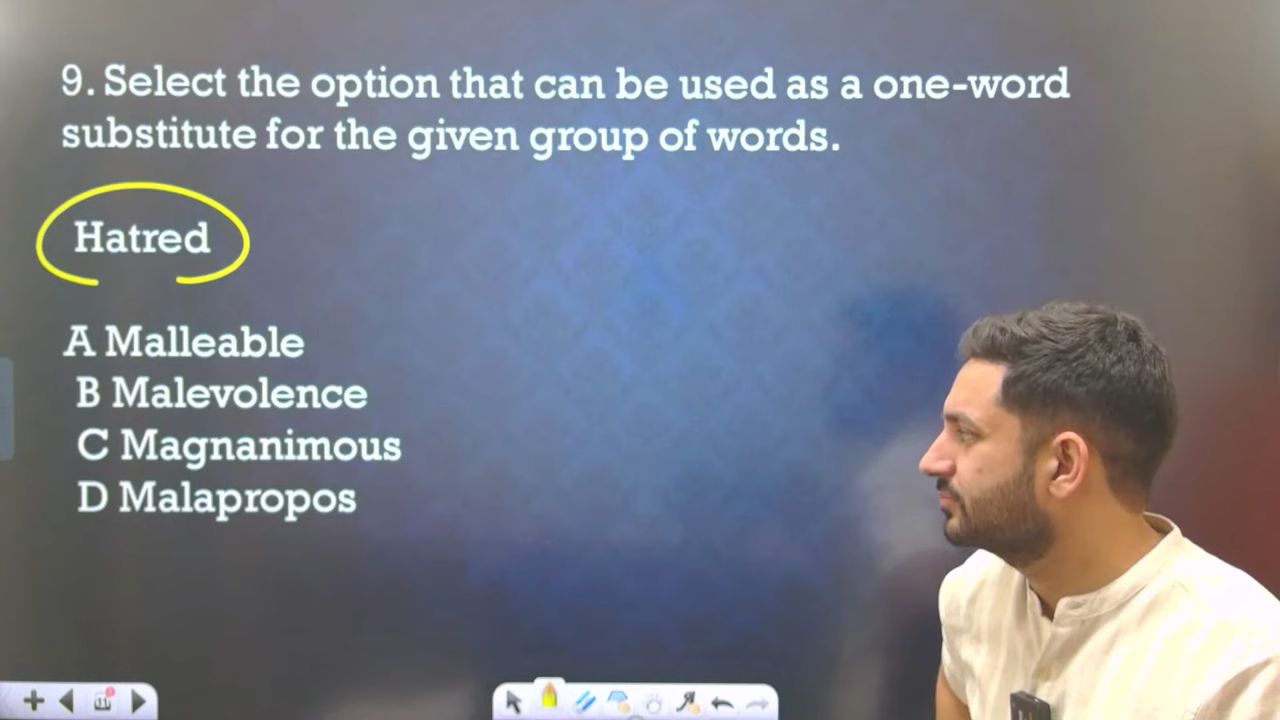 9. Select the option that can be used as a one-word
substitute for the given group of words.
Hatred
A Malleable
B Malevolence
C Magnanimous
D Malapropos
11